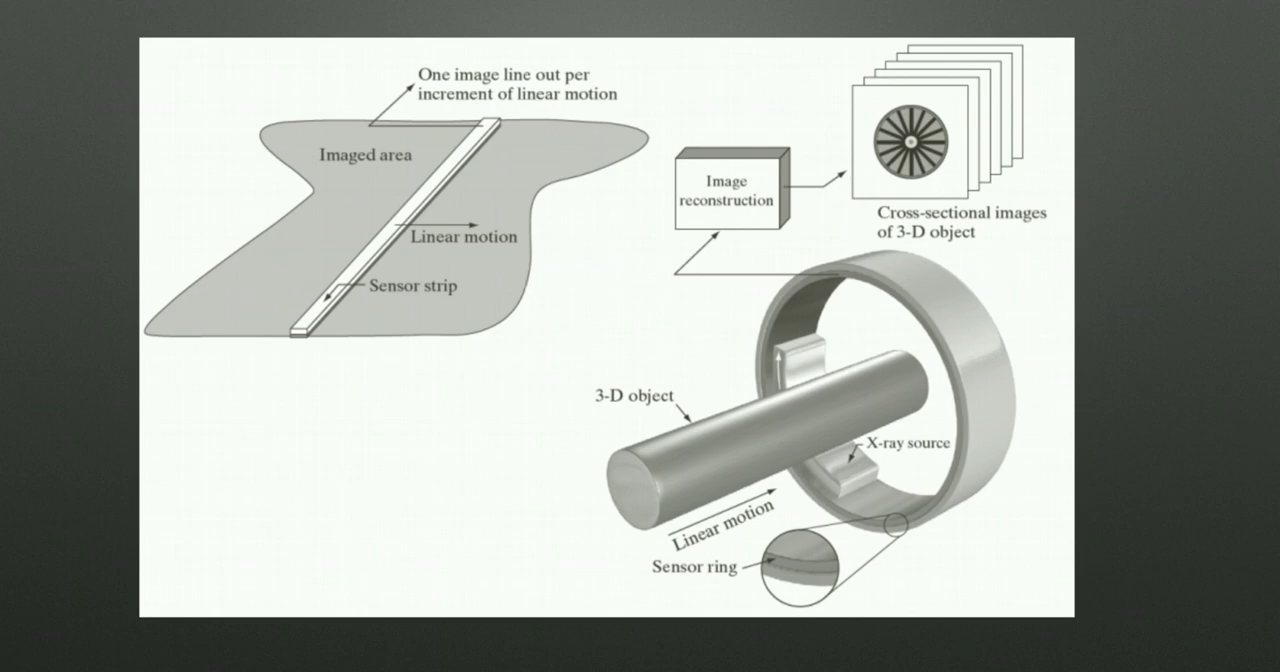 One image line out per
increment of linear motion
Imaged area
Linear motion
Sensor strip
Image
reconstruction
Cross-sectional images
of 3-D object
3-D object
X-ray source
Linear motion
Sensor ring